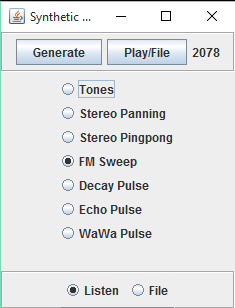 Synthetic ...
Generate Play/File 2078
Tones
Stereo Panning
Stereo Pingpong
FM Sweep
Decay Pulse
Echo Pulse
WaWa Pulse
Listen File